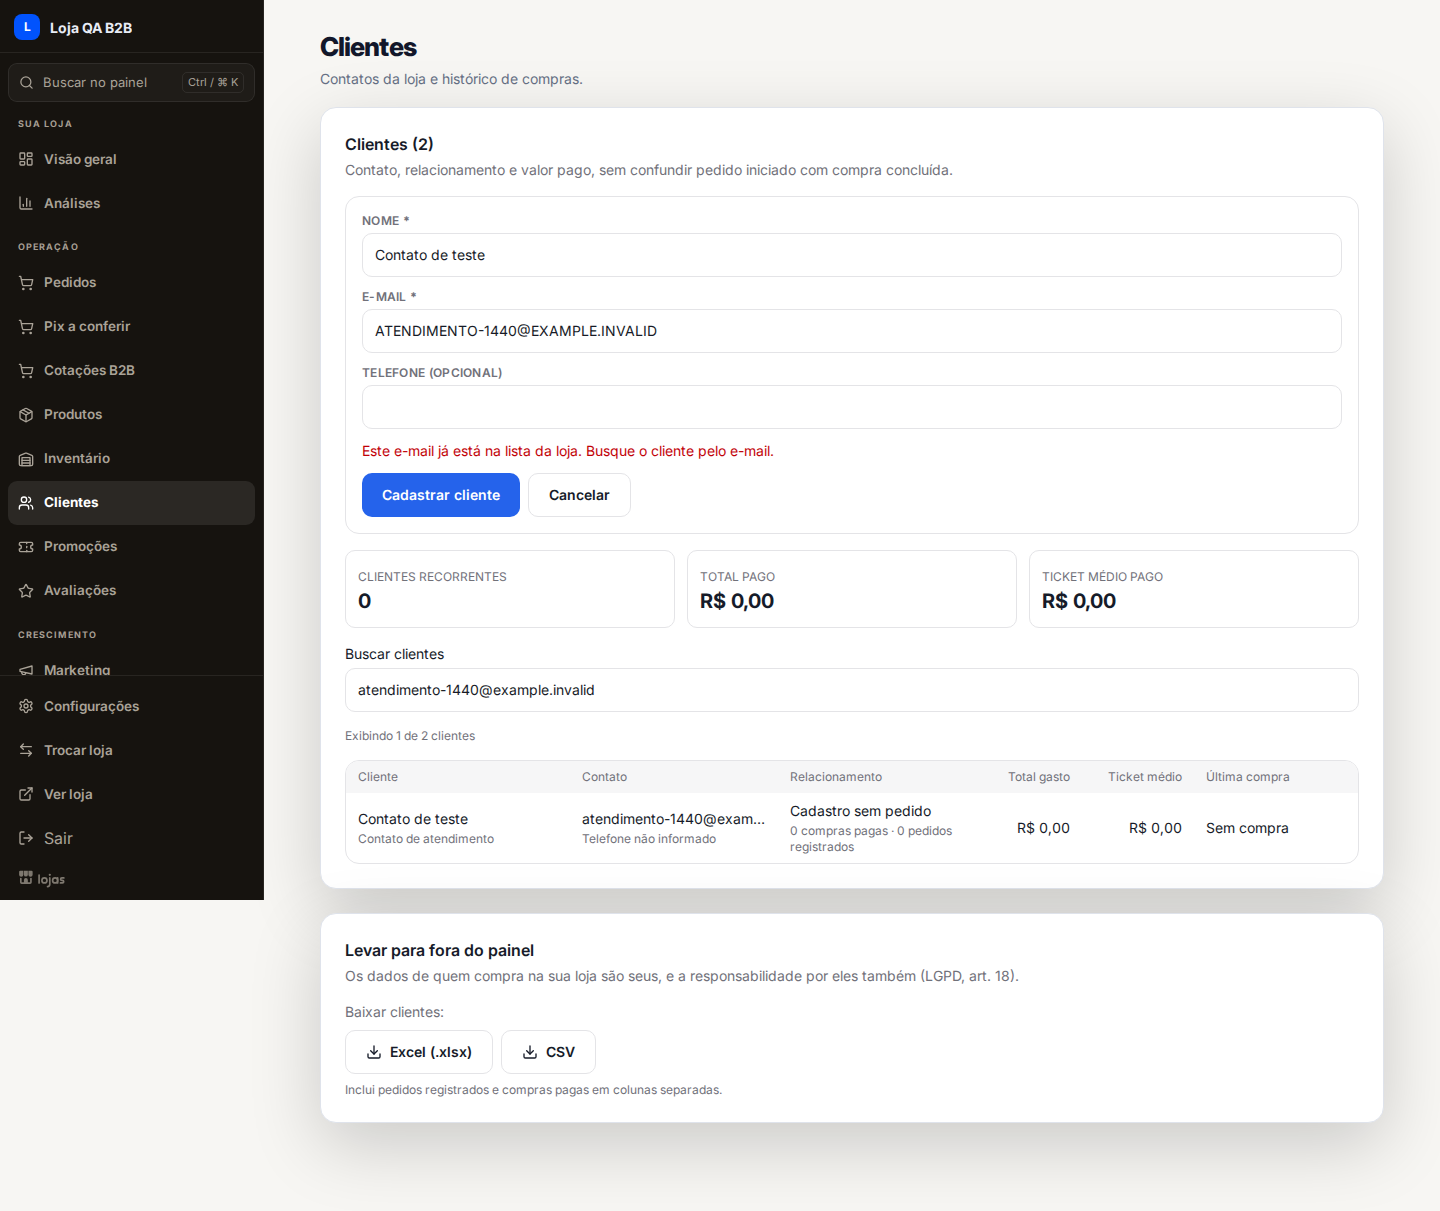 L
Loja QA B2B
Buscar no painel
Ctrl / ⌘ K
SUA LOJA
Visão geral
Análises
OPERAÇÃO
Pedidos
Pix a conferir
Cotações B2B
Produtos
Inventário
Clientes
Promoções
Avaliações
CRESCIMENTO
Marketing
Configurações
Trocar loja
Ver loja
Sair
lojas
Clientes
Contatos da loja e histórico de compras.
Clientes (2)
Contato, relacionamento e valor pago, sem confundir pedido iniciado com compra concluída.
NOME *
Contato de teste
E-MAIL *
ATENDIMENTO-1440@EXAMPLE.INVALID
TELEFONE (OPCIONAL)
Este e-mail já está na lista da loja. Busque o cliente pelo e-mail.
Cadastrar cliente
Cancelar
CLIENTES RECORRENTES
0
TOTAL PAGO
R$ 0,00
TICKET MÉDIO PAGO
R$ 0,00
Buscar clientes
atendimento-1440@example.invalid
Exibindo 1 de 2 clientes
Cliente Contato Relacionamento Total gasto Ticket médio Última compra
Contato de teste
Contato de atendimento
atendimento-1440@exam...
Telefone não informado
Cadastro sem pedido
0 compras pagas · 0 pedidos
registrados
R$ 0,00
R$ 0,00
Sem compra
Levar para fora do painel
Os dados de quem compra na sua loja são seus, e a responsabilidade por eles também (LGPD, art. 18).
Baixar clientes:
Excel (.xlsx)
CSV
Inclui pedidos registrados e compras pagas em colunas separadas.